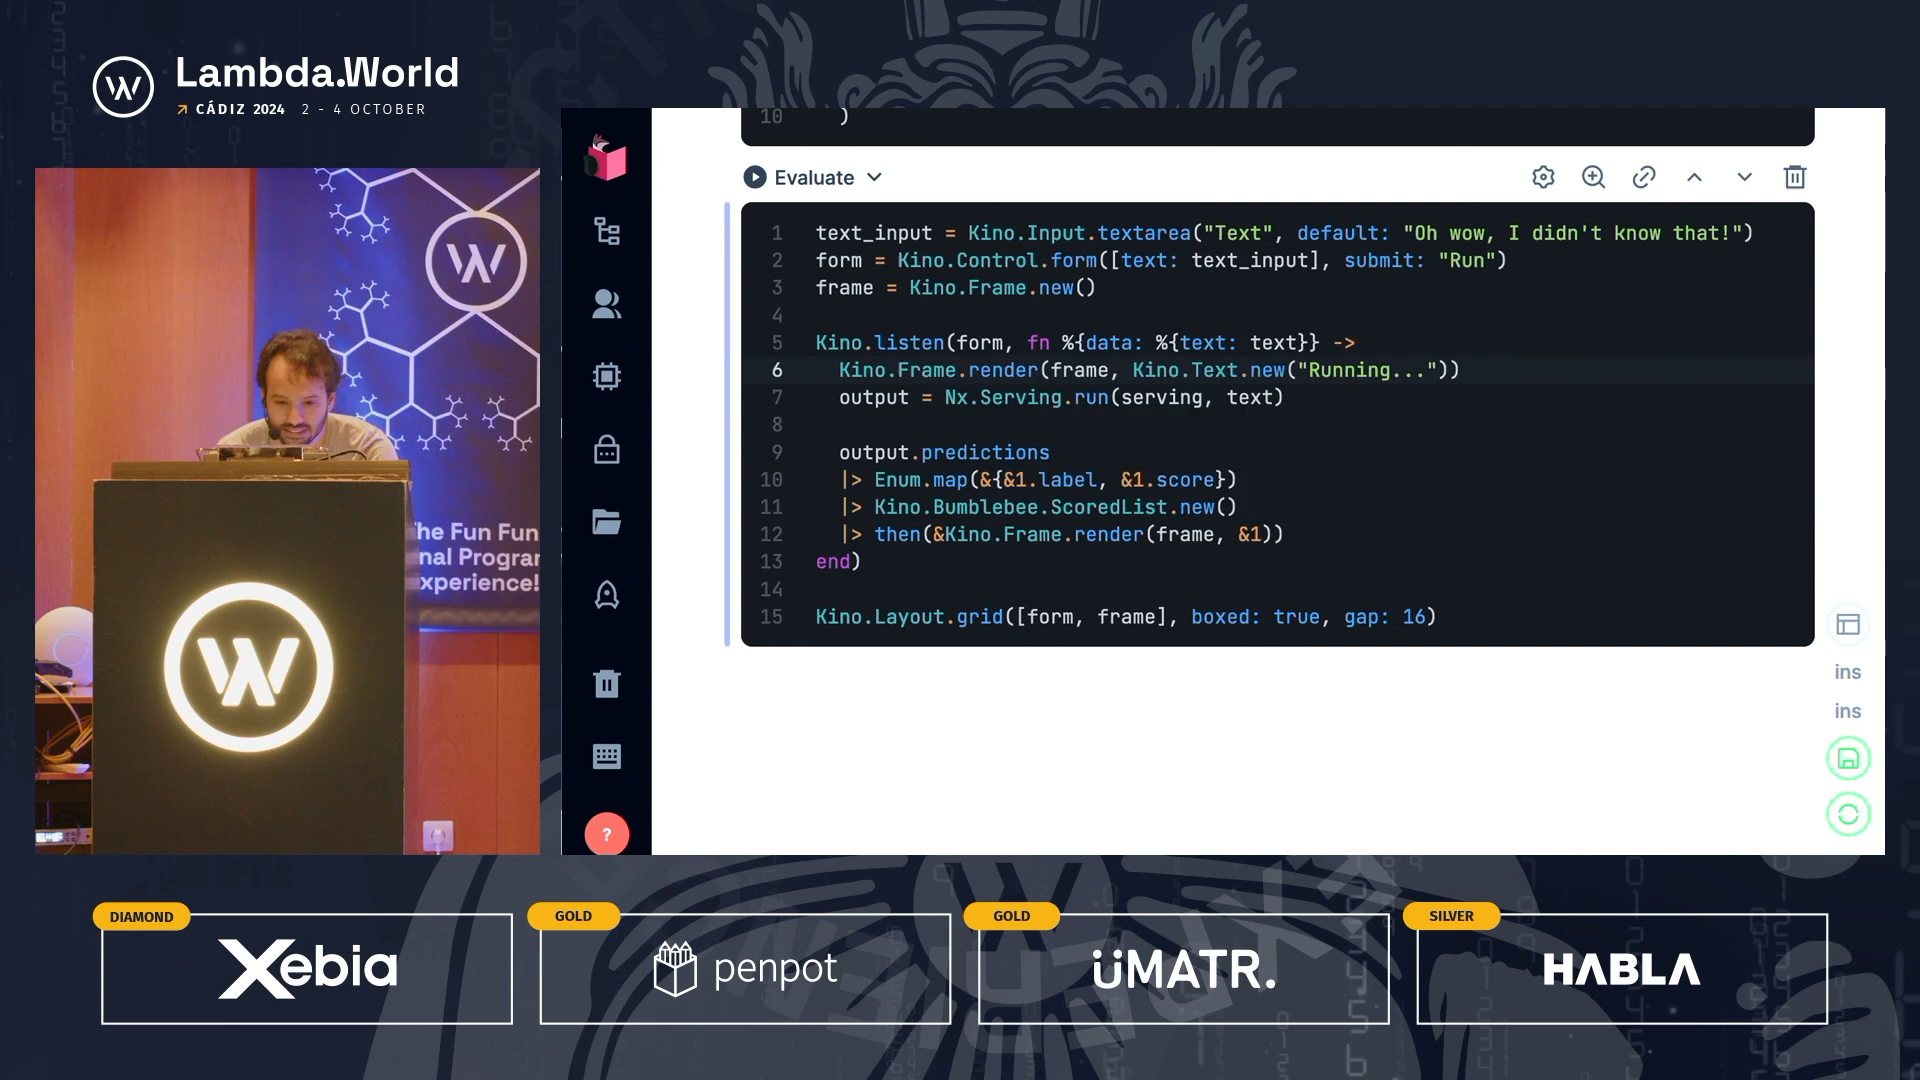 Lambda.World
CÁDIZ 2024 2 - 4 OCTOBER
W
he Fun Fun
nal Program
xperience!
W
10 )
Evaluate
1 text_input = Kino.Input.textarea("Text", default: "Oh wow, I didn't know that!")
2 form = Kino.Control.form([text: text_input], submit: "Run")
3 frame = Kino.Frame.new()
4
5 Kino.listen(form, fn %{data: %{text: text}} ->
6 Kino.Frame.render(frame, Kino.Text.new("Running..."))
7 output = Nx.Serving.run(serving, text)
8
9 output.predictions
10 |> Enum.map(&{&1.label, &1.score})
11 |> Kino.Bumblebee.ScoredList.new()
12 |> then(&Kino.Frame.render(frame, &1))
13 end)
14
15 Kino.Layout.grid([form, frame], boxed: true, gap: 16)
ins
ins
?
DIAMOND
Xebia
GOLD
penpot
GOLD
üMATR.
SILVER
HABLA